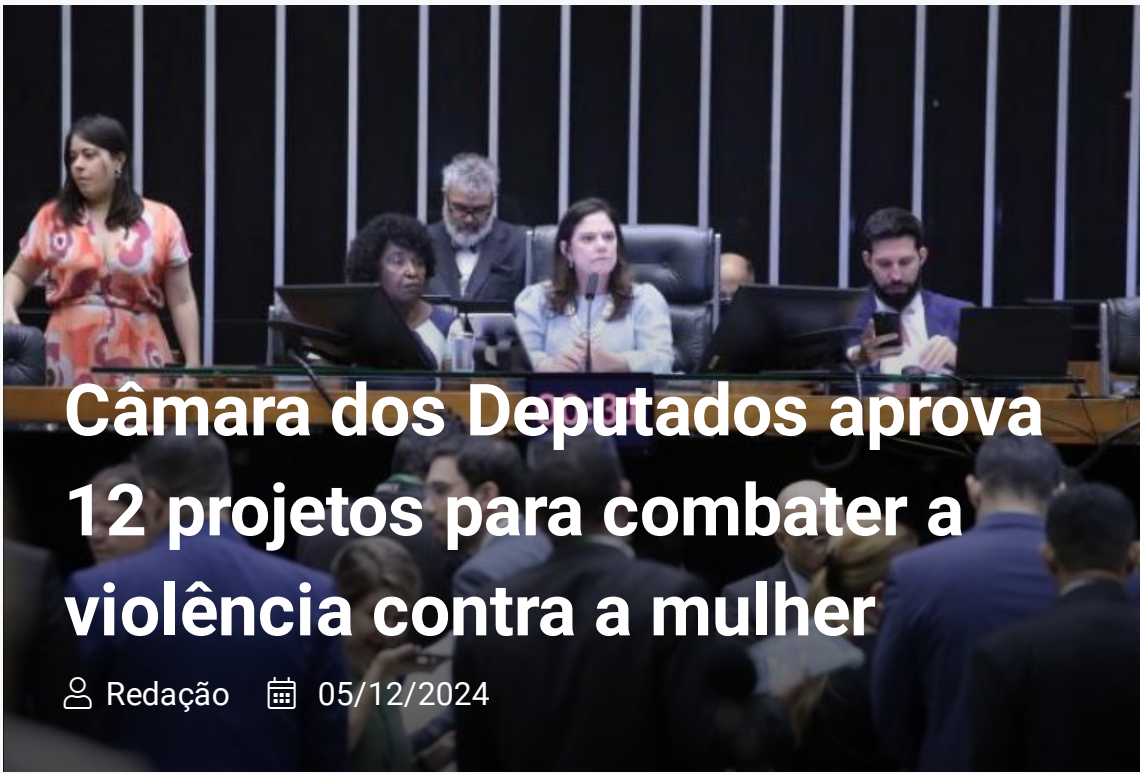 Câmara dos Deputados aprova
12 projetos para combater a
violência contra a mulher
Redação 05/12/2024